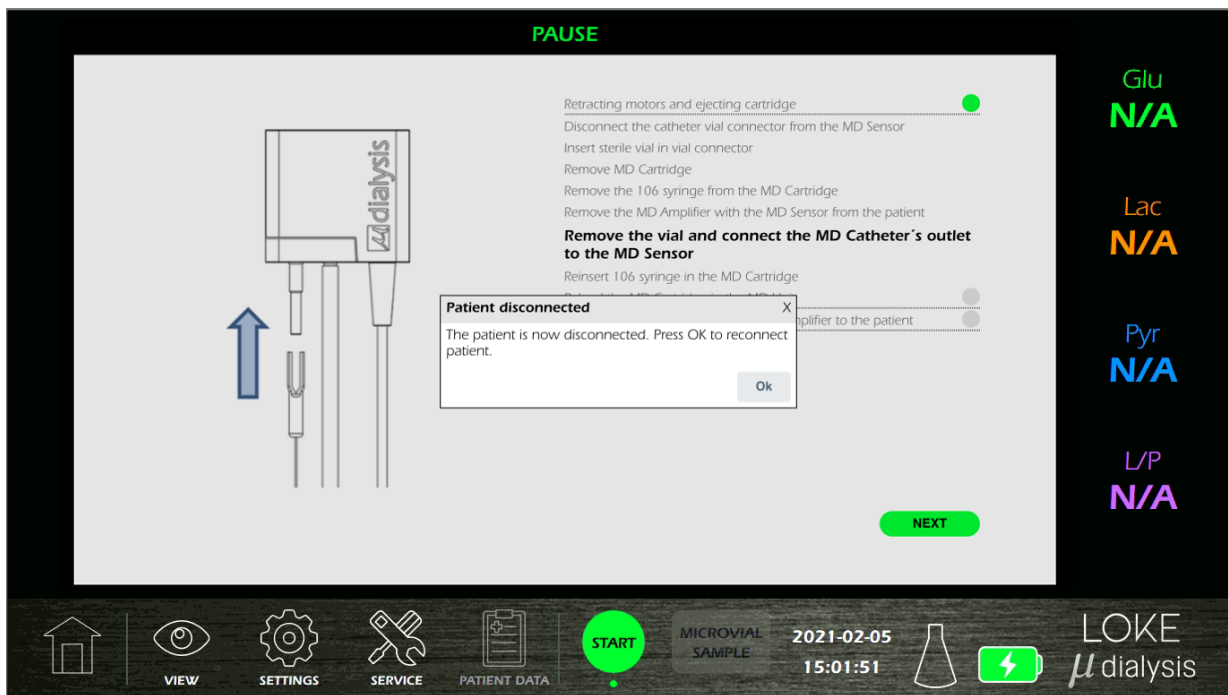 PAUSE
Retracting motors and ejecting cartridge
Disconnect the catheter vial connector from the MD Sensor
Insert sterile vial in vial connector
Remove MD Cartridge
Remove the 106 syringe from the MD Cartridge
Remove the MD Amplifier with the MD Sensor from the patient
Remove the vial and connect the MD Catheter´s outlet
to the MD Sensor
Reinsert 106 syringe in the MD Cartridge
to the patient
μdialysis
Patient disconnected X
The patient is now disconnected. Press OK to reconnect
patient.
Ok
NEXT
Glu
N/A
Lac
N/A
Pyr
N/A
L/P
N/A
VIEW
SETTINGS
SERVICE
PATIENT DATA
START
MICROVIAL
SAMPLE
2021-02-05
15:01:51
LOKE
μ dialysis